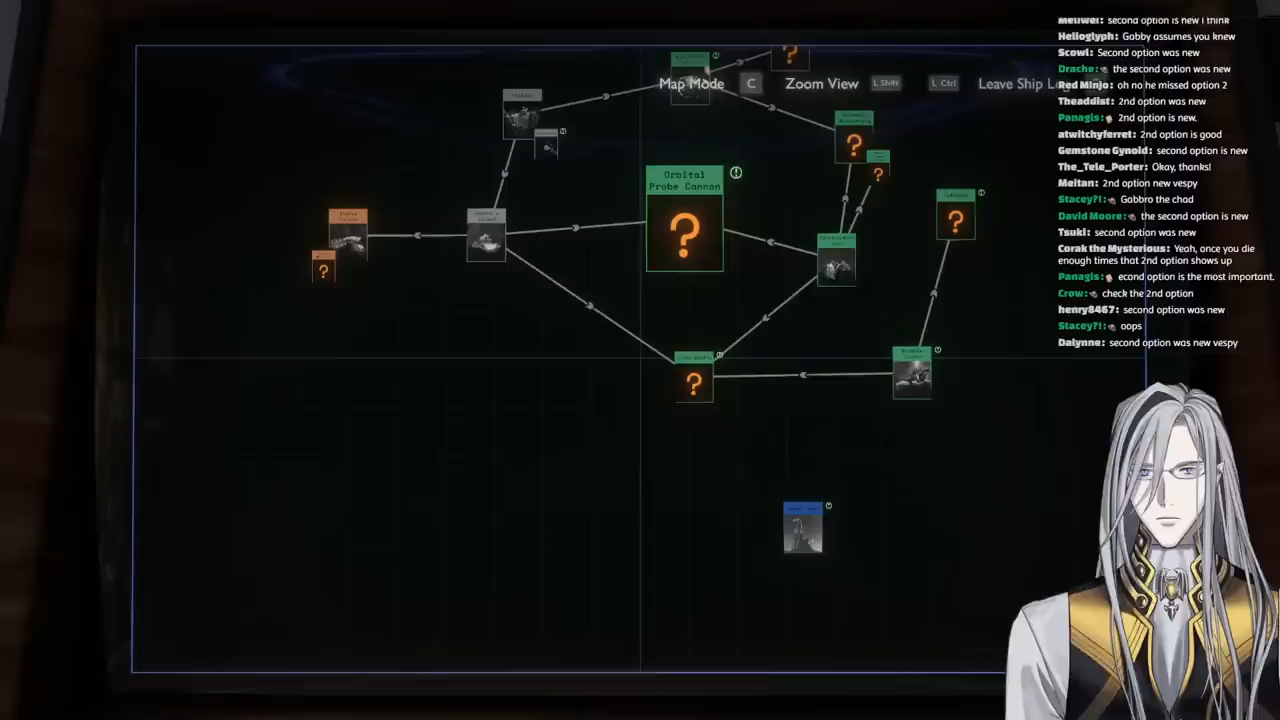 Meliwei: second option is new I think
Helloglyph: Gabby assumes you knew
Scowl: Second option was new
Drache: the second option was new
Red Minjo: oh no he missed option 2
Theaddist: 2nd option was new
Panagis: 2nd option is new.
atwitchyferret: 2nd option is good
Gemstone Gynoid: second option is new
The_Tele_Porter: Okay, thanks!
Meltan: 2nd option new vespy
Stacey?!: Gabbro the chad
David Moore: the second option is new
Tsuki: second option was new
Corak the Mysterious: Yeah, once you die
enough times that 2nd option shows up
Panagis: econd option is the most important.
Crow: check the 2nd option
henry8467: second option was new
Stacey?!: oops
Dalynne: second option was new vespy
Map Mode C Zoom View L Shift L Ctrl Leave Ship Lo
Orbital
Probe Cannon
?
?
?
?
?
?
?